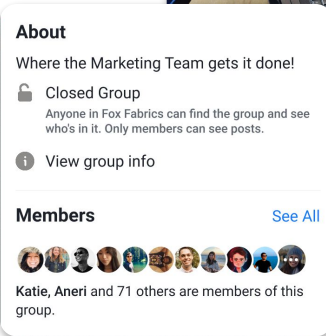 About
Where the Marketing Team gets it done!
Closed Group
Anyone in Fox Fabrics can find the group and see
who's in it. Only members can see posts.
View group info
Members
See All
Katie, Aneri and 71 others are members of this
group.